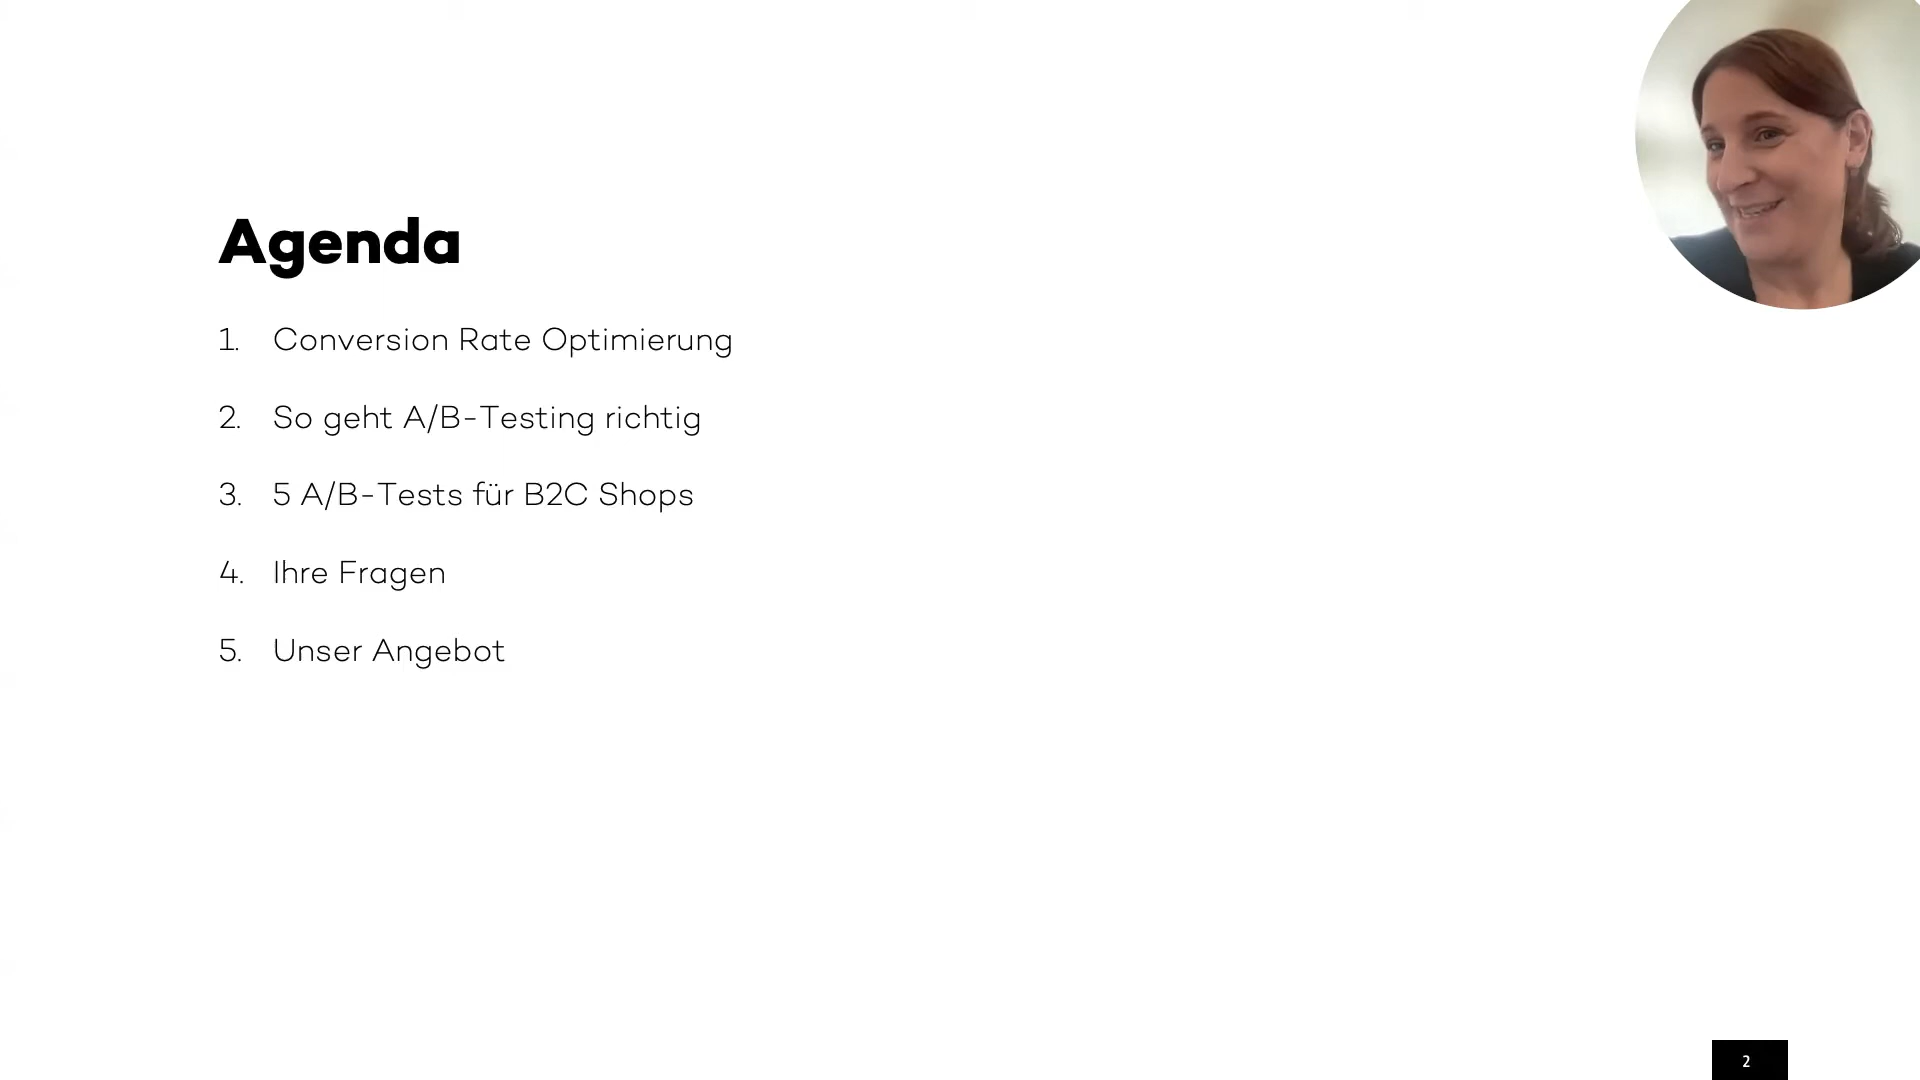 Agenda
1. Conversion Rate Optimierung
2. So geht A/B-Testing richtig
3. 5 A/B-Tests für B2C Shops
4. Ihre Fragen
5. Unser Angebot
2